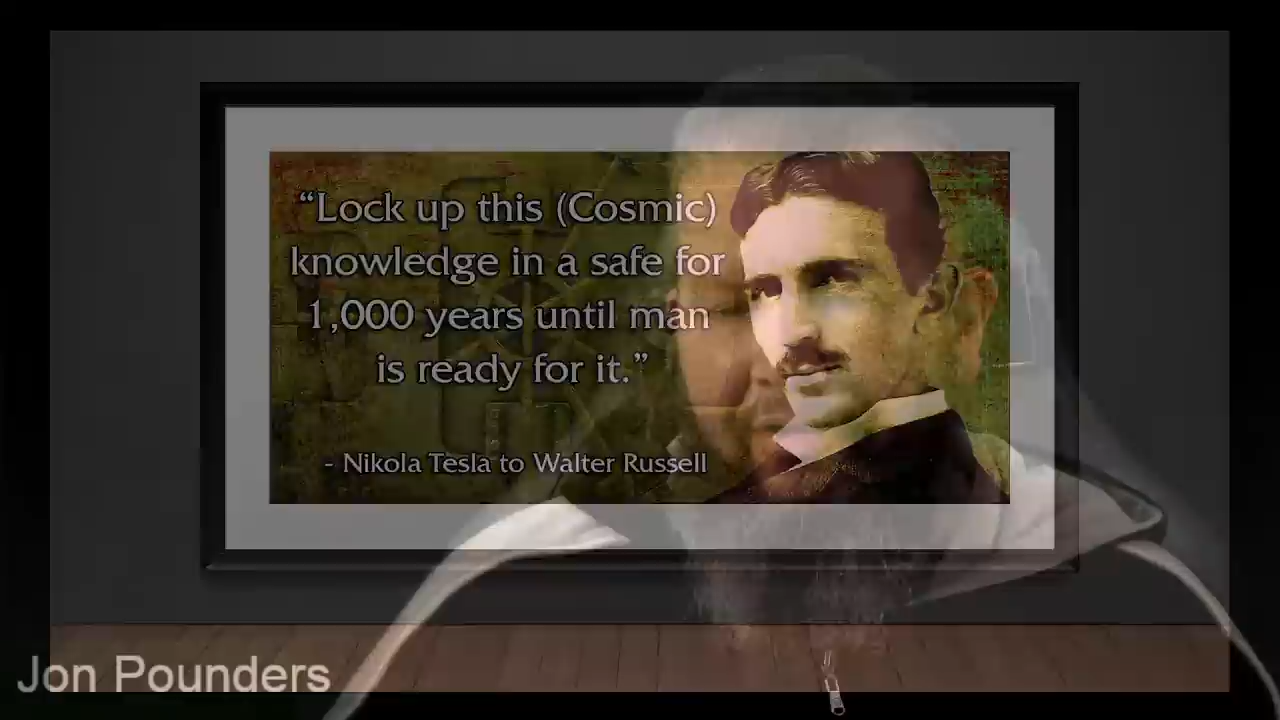 “Lock up this (Cosmic)
knowledge in a safe for
1,000 years until man
is ready for it.”
- Nikola Tesla to Walter Russell
Jon Pounders